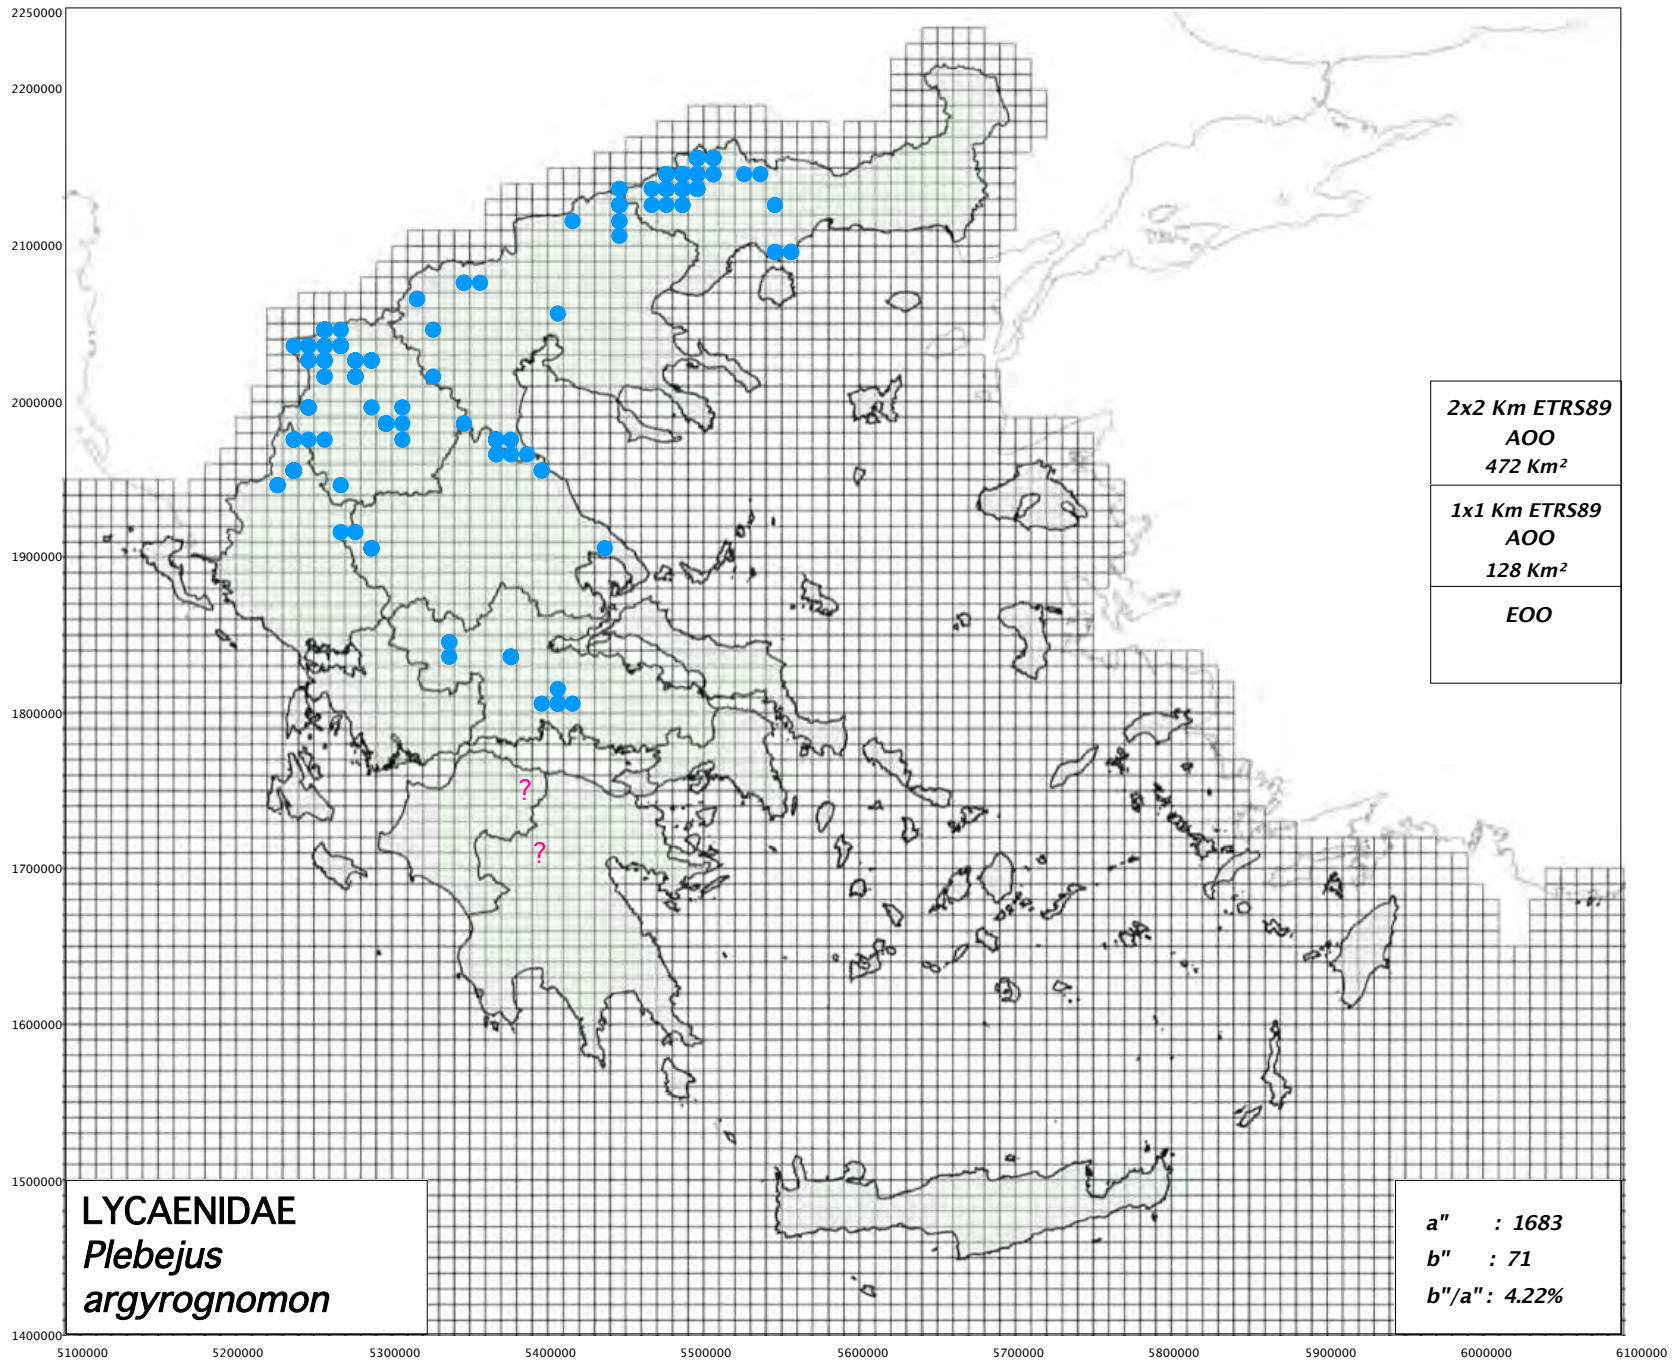 2250000
2200000
2100000
2000000
1900000
1800000
1700000
1600000
1500000
1400000
2x2 Km ETRS89
AOO
472 Km²
1x1 Km ETRS89
AOO
128 Km²
EOO
?
?
LYCAENIDAE
Plebejus
argyrognomon
a" : 1683
b" : 71
b"/a" : 4.22%
5100000 5200000 5300000 5400000 5500000 5600000 5700000 5800000 5900000 6000000 6100000